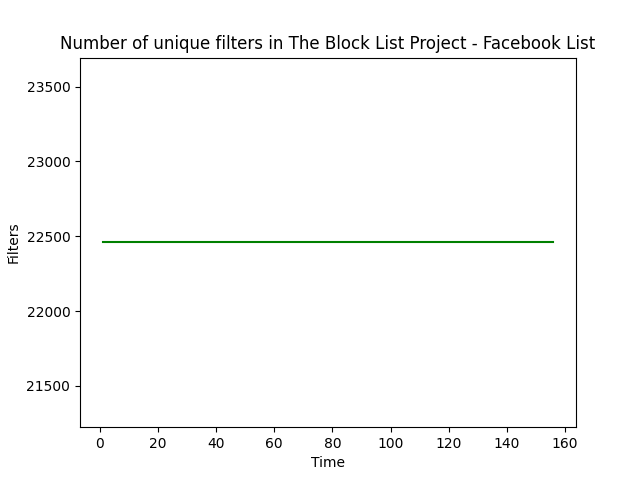 Number of unique filters in The Block List Project - Facebook List
23500
23000
22500
22000
21500
Filters
0 20 40 60 80 100 120 140 160
Time